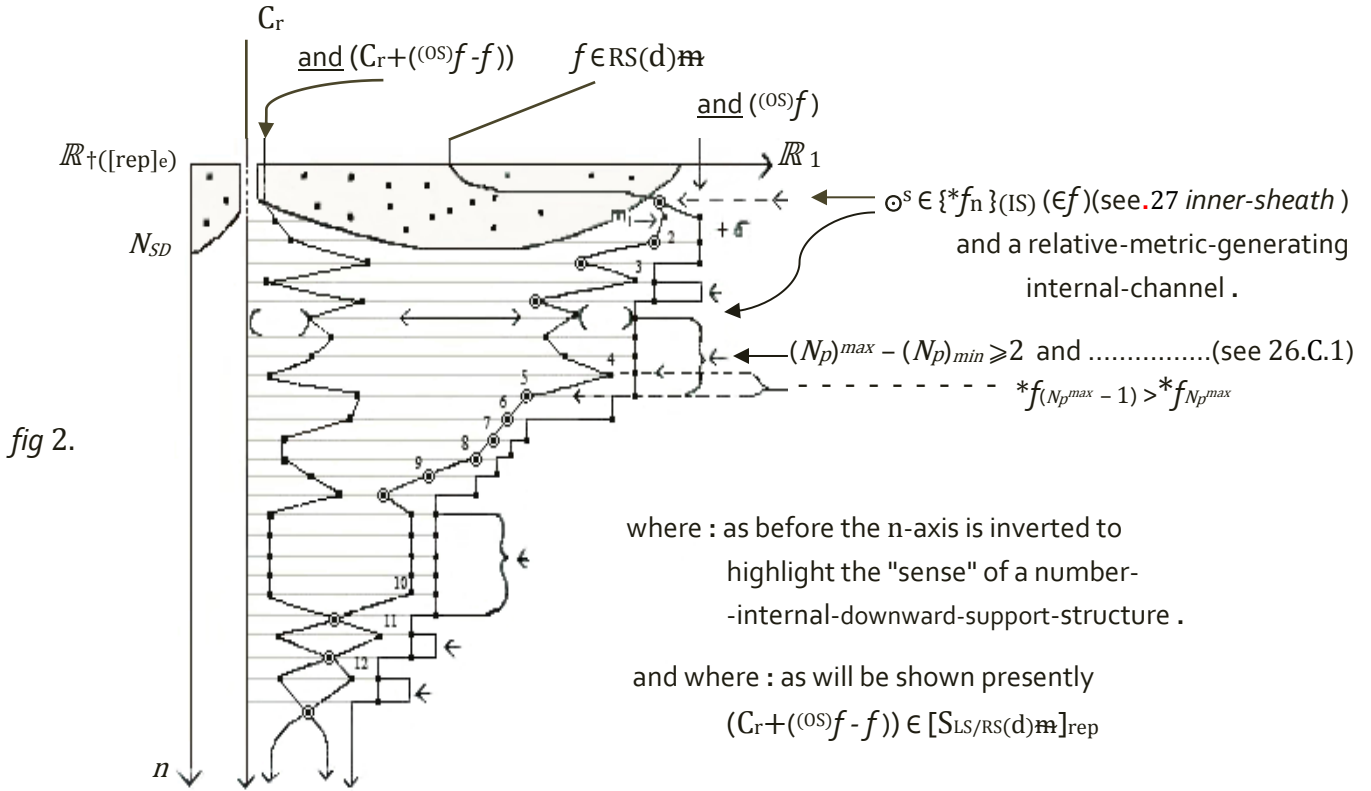 Cr
and (Cr+((OS)f -f))
f ∈RS(d)m
and ((OS)f)
ℝ†([rep]e)
ℝ1
⊙s ∈ {*fn }(IS) (∈f)(see.27 inner-sheath )
and a relative-metric-generating
internal-channel .
NSD
+ σ
2
3
(Np)max – (Np)min ⩾2 and ................(see 26.C.1)
*f(Npmax – 1) >*fNpmax
4
5
6
7
8
9
fig 2.
where : as before the n-axis is inverted to
highlight the "sense" of a number-
-internal-downward-support-structure .
10
11
12
and where : as will be shown presently
(Cr+((OS)f - f)) ∈ [SLS/RS(d)m]rep
n